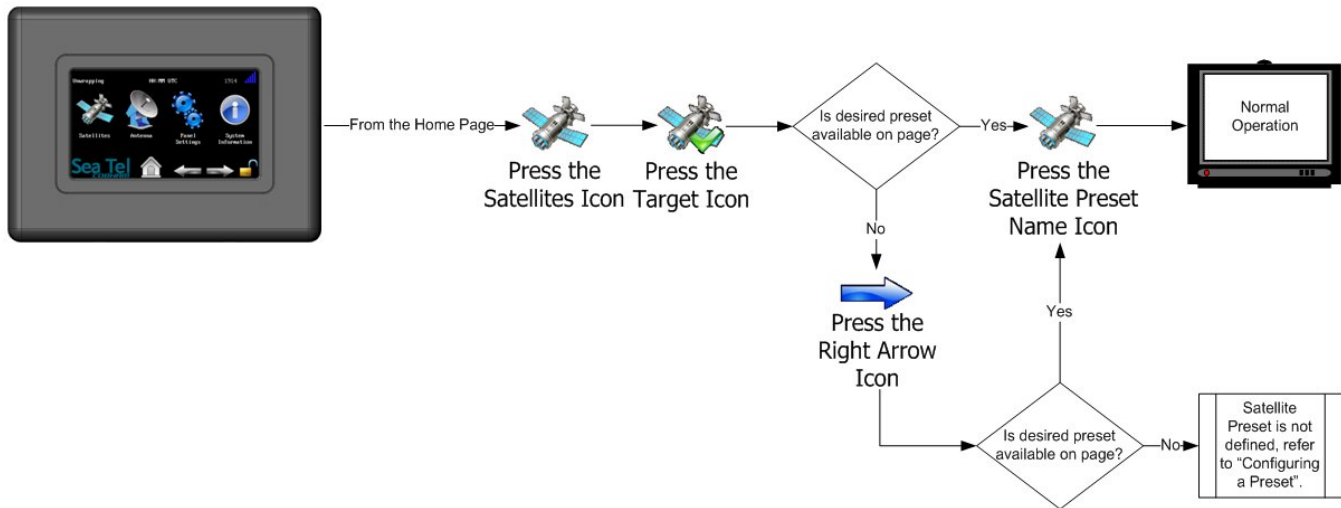 Unwrapping HH MM UTC 1914
Satellites Antenna Panel System
Settings Information
Sea Tel
From the Home Page
Press the
Satellites Icon
Press the
Target Icon
Is desired preset
available on page?
Yes
Press the
Satellite Preset
Name Icon
Normal
Operation
No
Press the
Right Arrow
Icon
Is desired preset
available on page?
Yes
No
Satellite
Preset is not
defined, refer
to “Configuring
a Preset”.